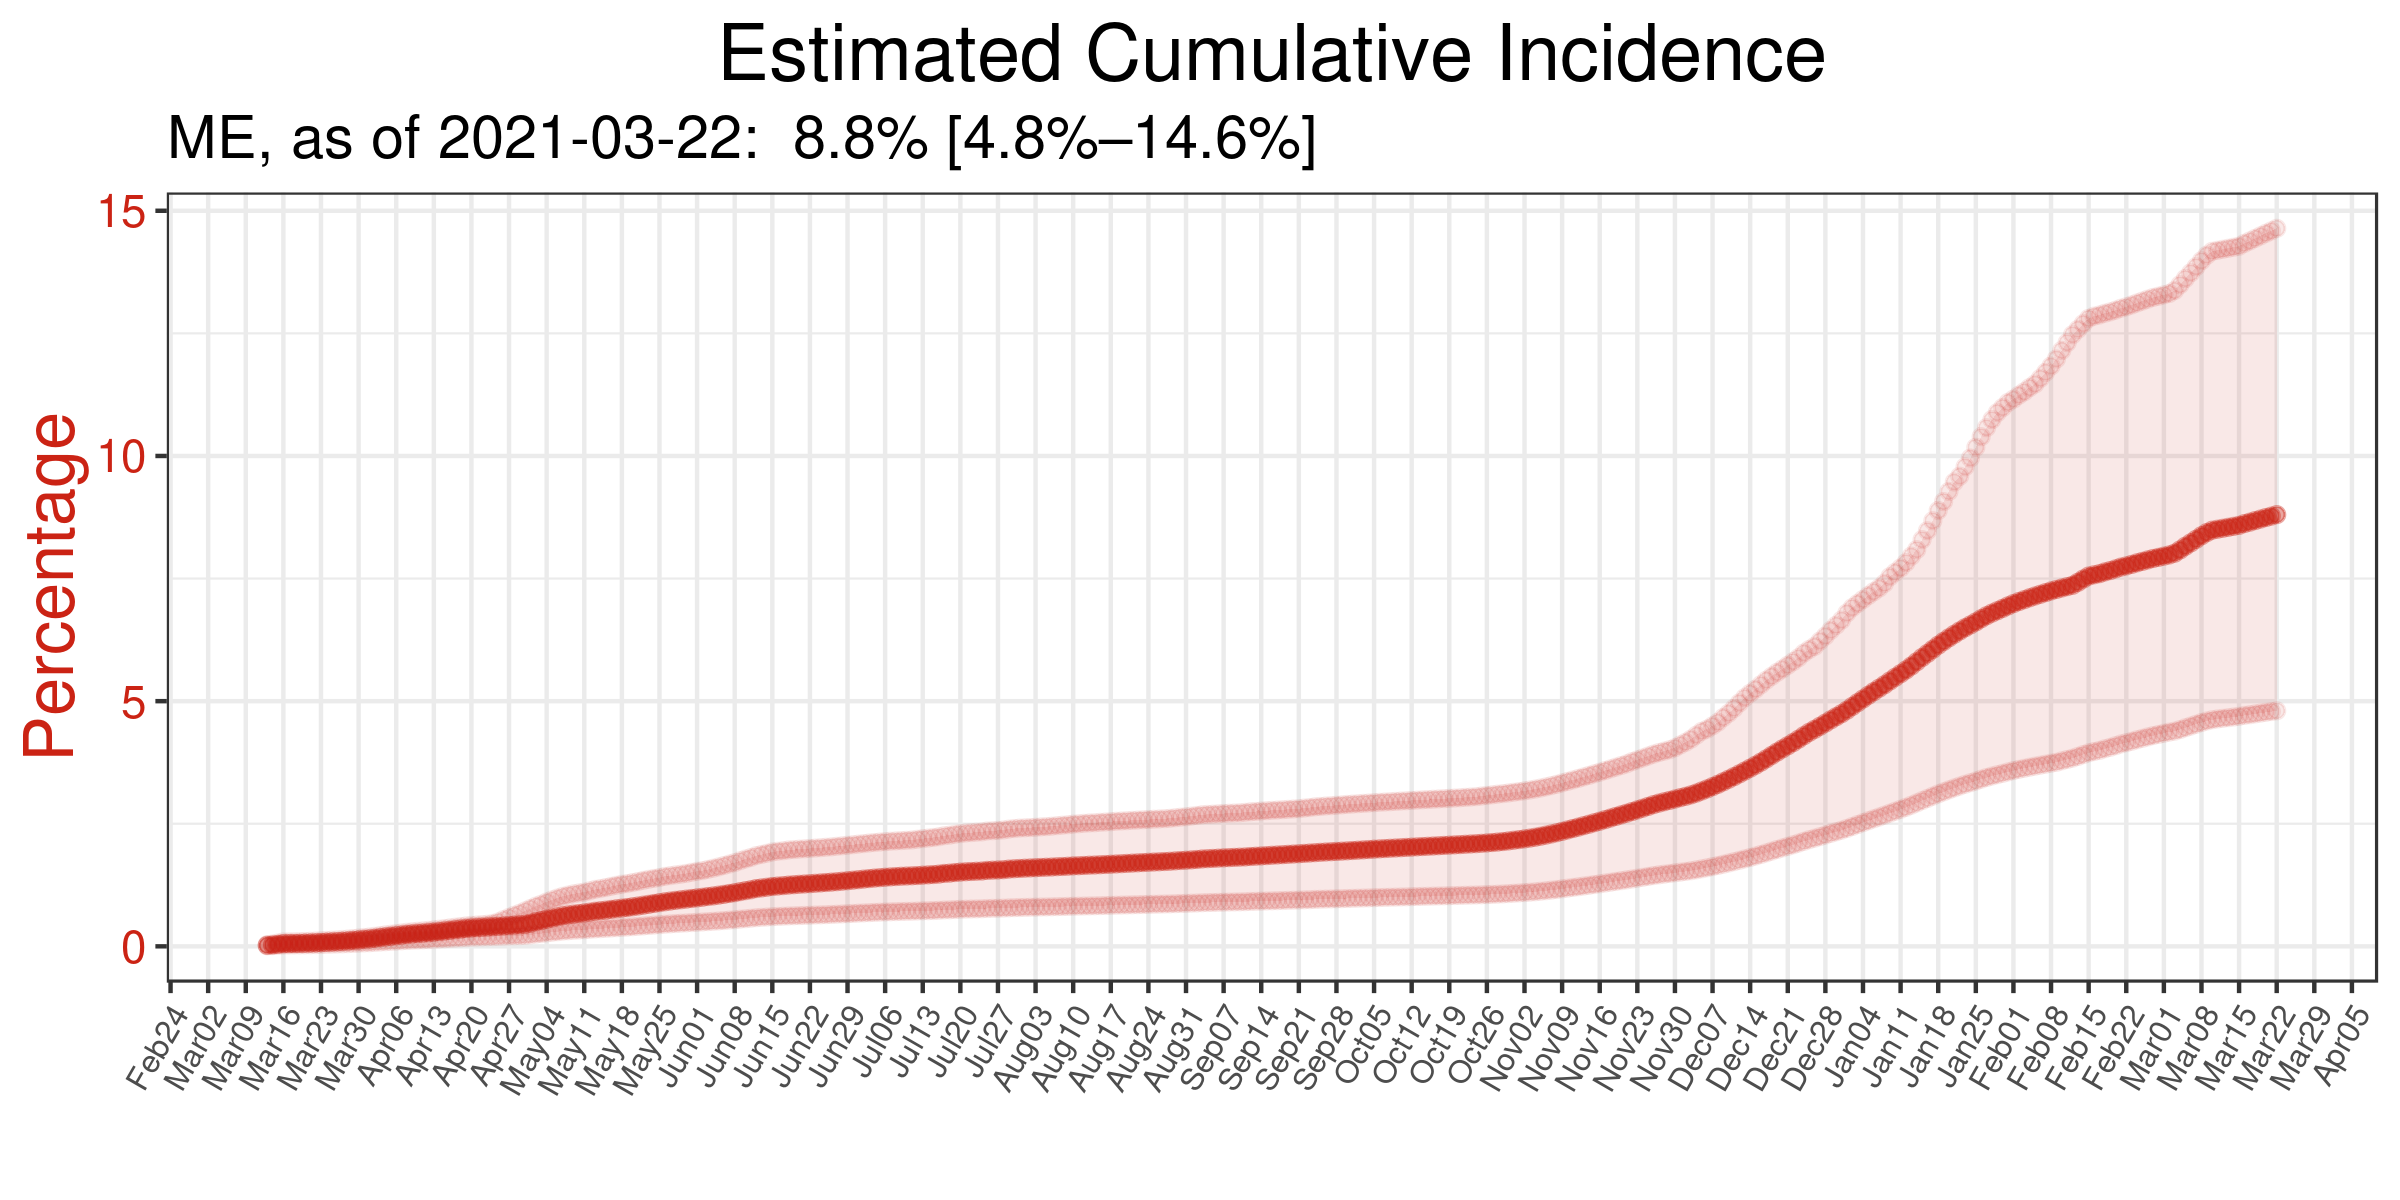 Estimated Cumulative Incidence
ME, as of 2021-03-22:  8.8% [4.8%–14.6%]
Percentage
15
10
5
0
Feb24
Mar02
Mar09
Mar16
Mar23
Mar30
Apr06
Apr13
Apr20
Apr27
May04
May11
May18
May25
Jun01
Jun08
Jun15
Jun22
Jun29
Jul06
Jul13
Jul20
Jul27
Aug03
Aug10
Aug17
Aug24
Aug31
Sep07
Sep14
Sep21
Sep28
Oct05
Oct12
Oct19
Oct26
Nov02
Nov09
Nov16
Nov23
Nov30
Dec07
Dec14
Dec21
Dec28
Jan04
Jan11
Jan18
Jan25
Feb01
Feb08
Feb15
Feb22
Mar01
Mar08
Mar15
Mar22
Mar29
Apr05